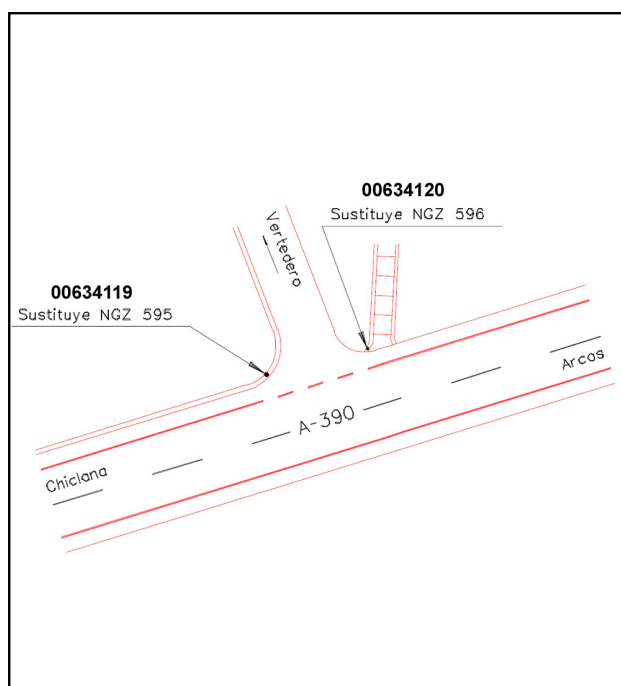 00634120
Sustituye NGZ 596
Vertedero
00634119
Sustituye NGZ 595
Arcos
A-390
Chiclana